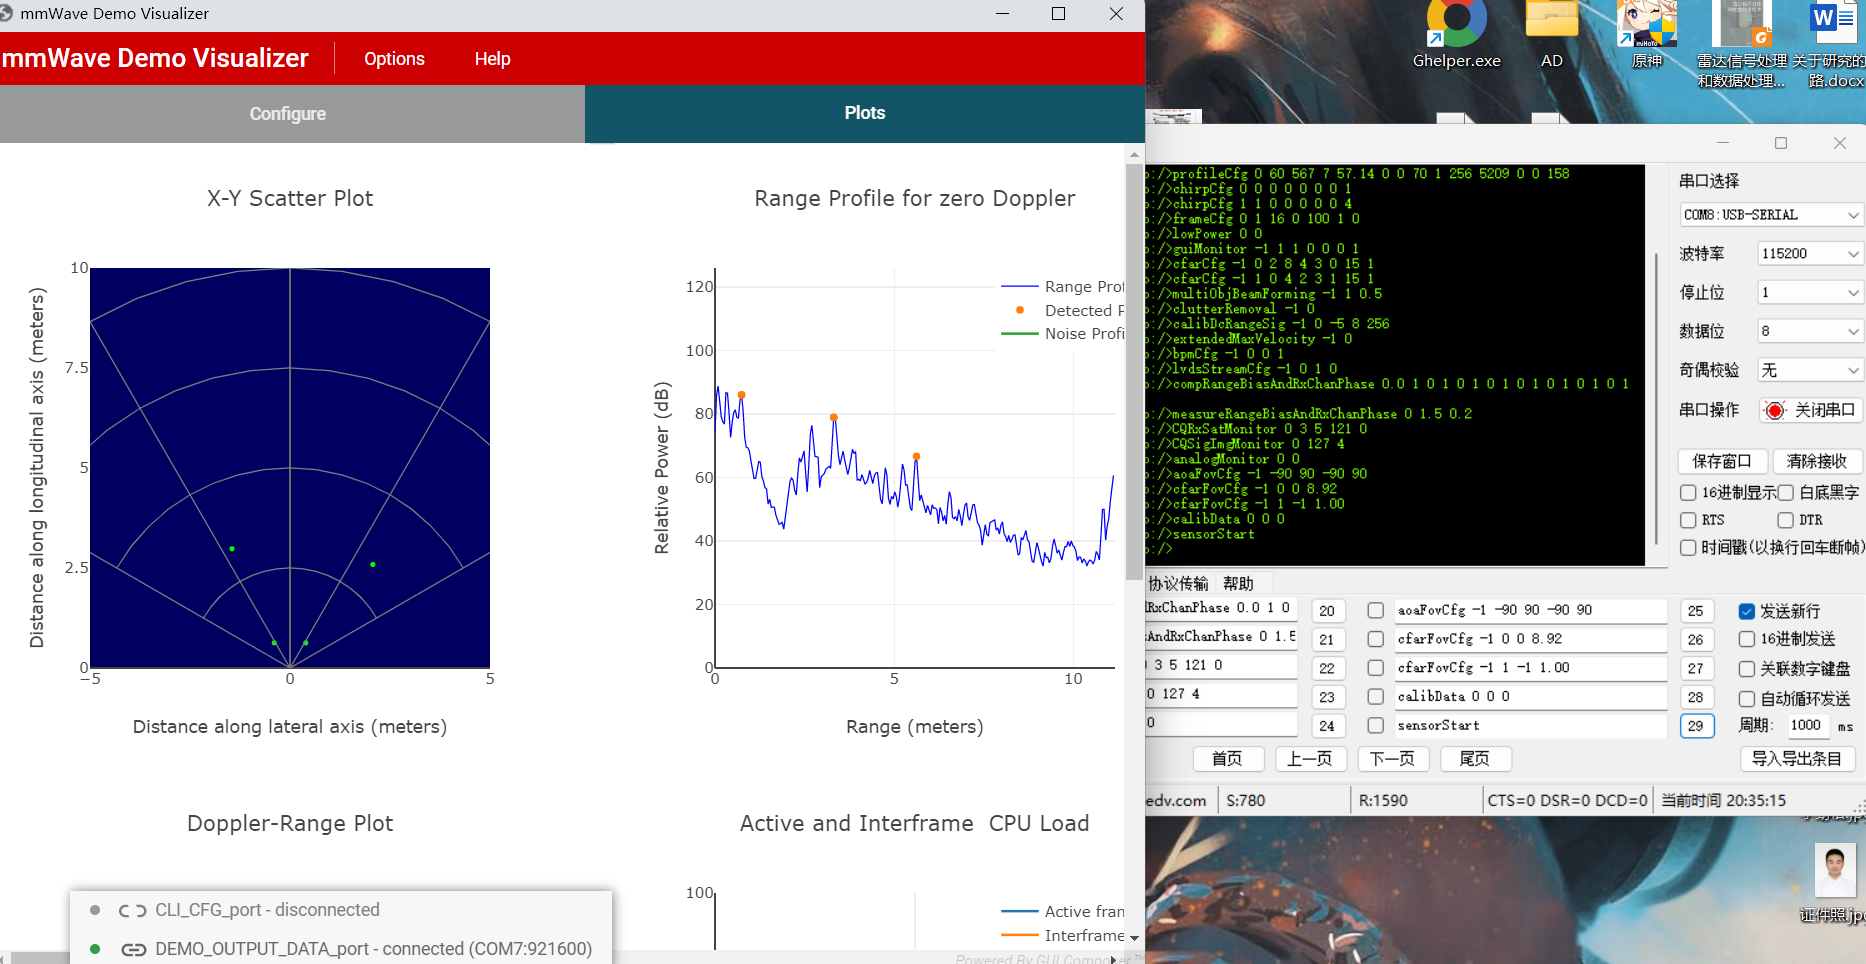 mmWave Demo Visualizer
mmWave Demo Visualizer
Options
Help
Configure
Plots
X-Y Scatter Plot
10
7.5
5
2.5
0
−5
0
5
Distance along longitudinal axis (meters)
Distance along lateral axis (meters)
Range Profile for zero Doppler
120
100
80
60
40
20
0
0
5
10
Relative Power (dB)
Range (meters)
Range Prof
Detected P
Noise Profi
Doppler-Range Plot
Active and Interframe CPU Load
100
Active fran
Interframe
CLI_CFG_port - disconnected
DEMO_OUTPUT_DATA_port - connected (COM7:921600)
Powered By GUI Composer™
Ghelper.exe
AD
原神
miHoYo
雷达信号处理
和数据处理...
关于研究的
路.docx
o:/>profileCfg 0 60 567 7 57.14 0 0 70 1 256 5209 0 0 158
o:/>chirpCfg 0 0 0 0 0 0 0 1
o:/>chirpCfg 1 1 0 0 0 0 0 4
o:/>frameCfg 0 1 16 0 100 1 0
o:/>lowPower 0 0
o:/>guiMonitor -1 1 1 0 0 0 1
o:/>cfarCfg -1 0 2 8 4 3 0 15 1
o:/>cfarCfg -1 1 0 4 2 3 1 15 1
o:/>multiObjBeamForming -1 1 0.5
o:/>clutterRemoval -1 0
o:/>calibDcRangeSig -1 0 -5 8 256
o:/>extendedMaxVelocity -1 0
o:/>bpmCfg -1 0 0 1
o:/>lvdsStreamCfg -1 0 1 0
o:/>compRangeBiasAndRxChanPhase 0.0 1 0 1 0 1 0 1 0 1 0 1 0 1 0 1
o:/>measureRangeBiasAndRxChanPhase 0 1.5 0.2
o:/>CQRxSatMonitor 0 3 5 121 0
o:/>CQSigImgMonitor 0 127 4
o:/>analogMonitor 0 0
o:/>aoaFovCfg -1 -90 90 -90 90
o:/>cfarFovCfg -1 0 0 8.92
o:/>cfarFovCfg -1 1 -1 1.00
o:/>calibData 0 0 0
o:/>sensorStart
o:/>
串口选择
COM8:USB-SERIAL
波特率 115200
停止位 1
数据位 8
奇偶校验 无
串口操作 关闭串口
保存窗口 清除接收
16进制显示 白底黑字
RTS DTR
时间戳(以换行回车断帧)
协议传输 帮助
RxChanPhase 0.0 1 0 20 aoaFovCfg -1 -90 90 -90 90 25
AndRxChanPhase 0 1.5 21 cfarFovCfg -1 0 0 8.92 26
3 5 121 0 22 cfarFovCfg -1 1 -1 1.00 27
0 127 4 23 calibData 0 0 0 28
0 24 sensorStart 29
发送新行
16进制发送
关联数字键盘
自动循环发送
周期: 1000 ms
首页 上一页 下一页 尾页 导入导出条目
edv.com S:780 R:1590 CTS=0 DSR=0 DCD=0 当前时间 20:35:15
证件照.jpg